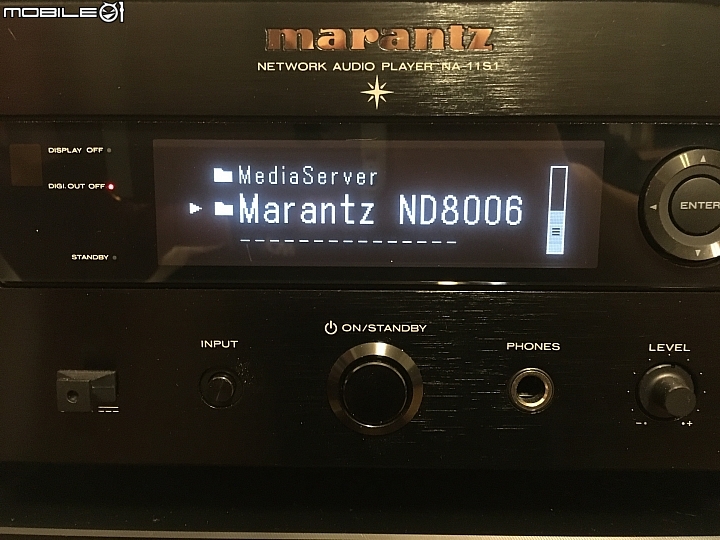 MOBILE01
marantz
NETWORK AUDIO PLAYER NA-11S1
DISPLAY OFF
DIGI.OUT OFF
STANDBY
MediaServer
Marantz ND8006
---------------
ENTER
INPUT
ON/STANDBY
PHONES
LEVEL
- +